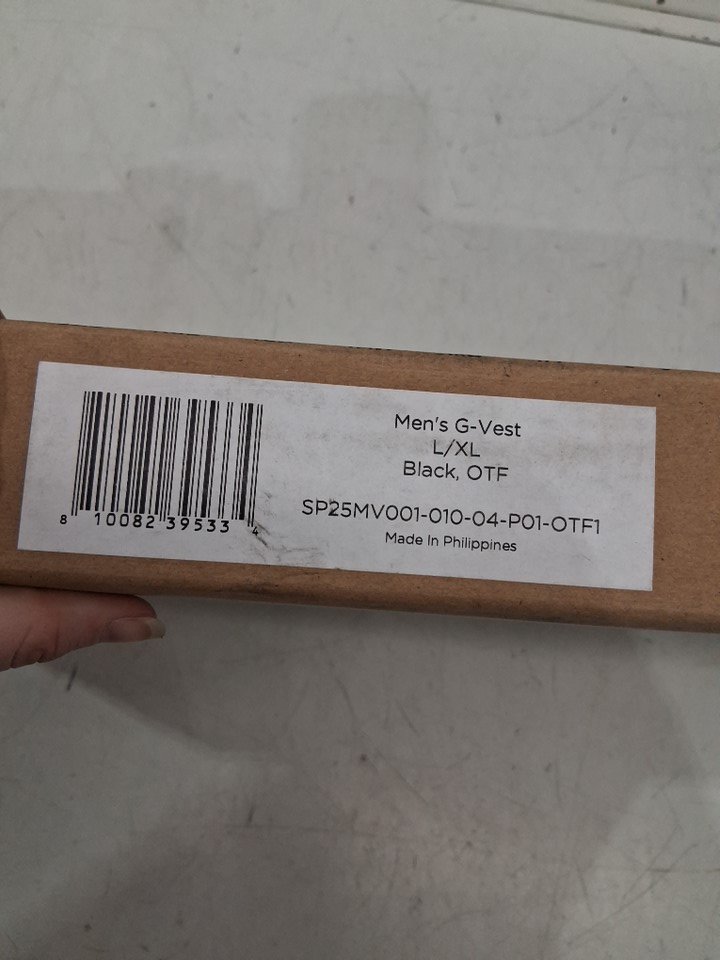 8 10082 39533 4
Men's G-Vest
L/XL
Black, OTF
SP25MV001-010-04-P01-OTF1
Made In Philippines